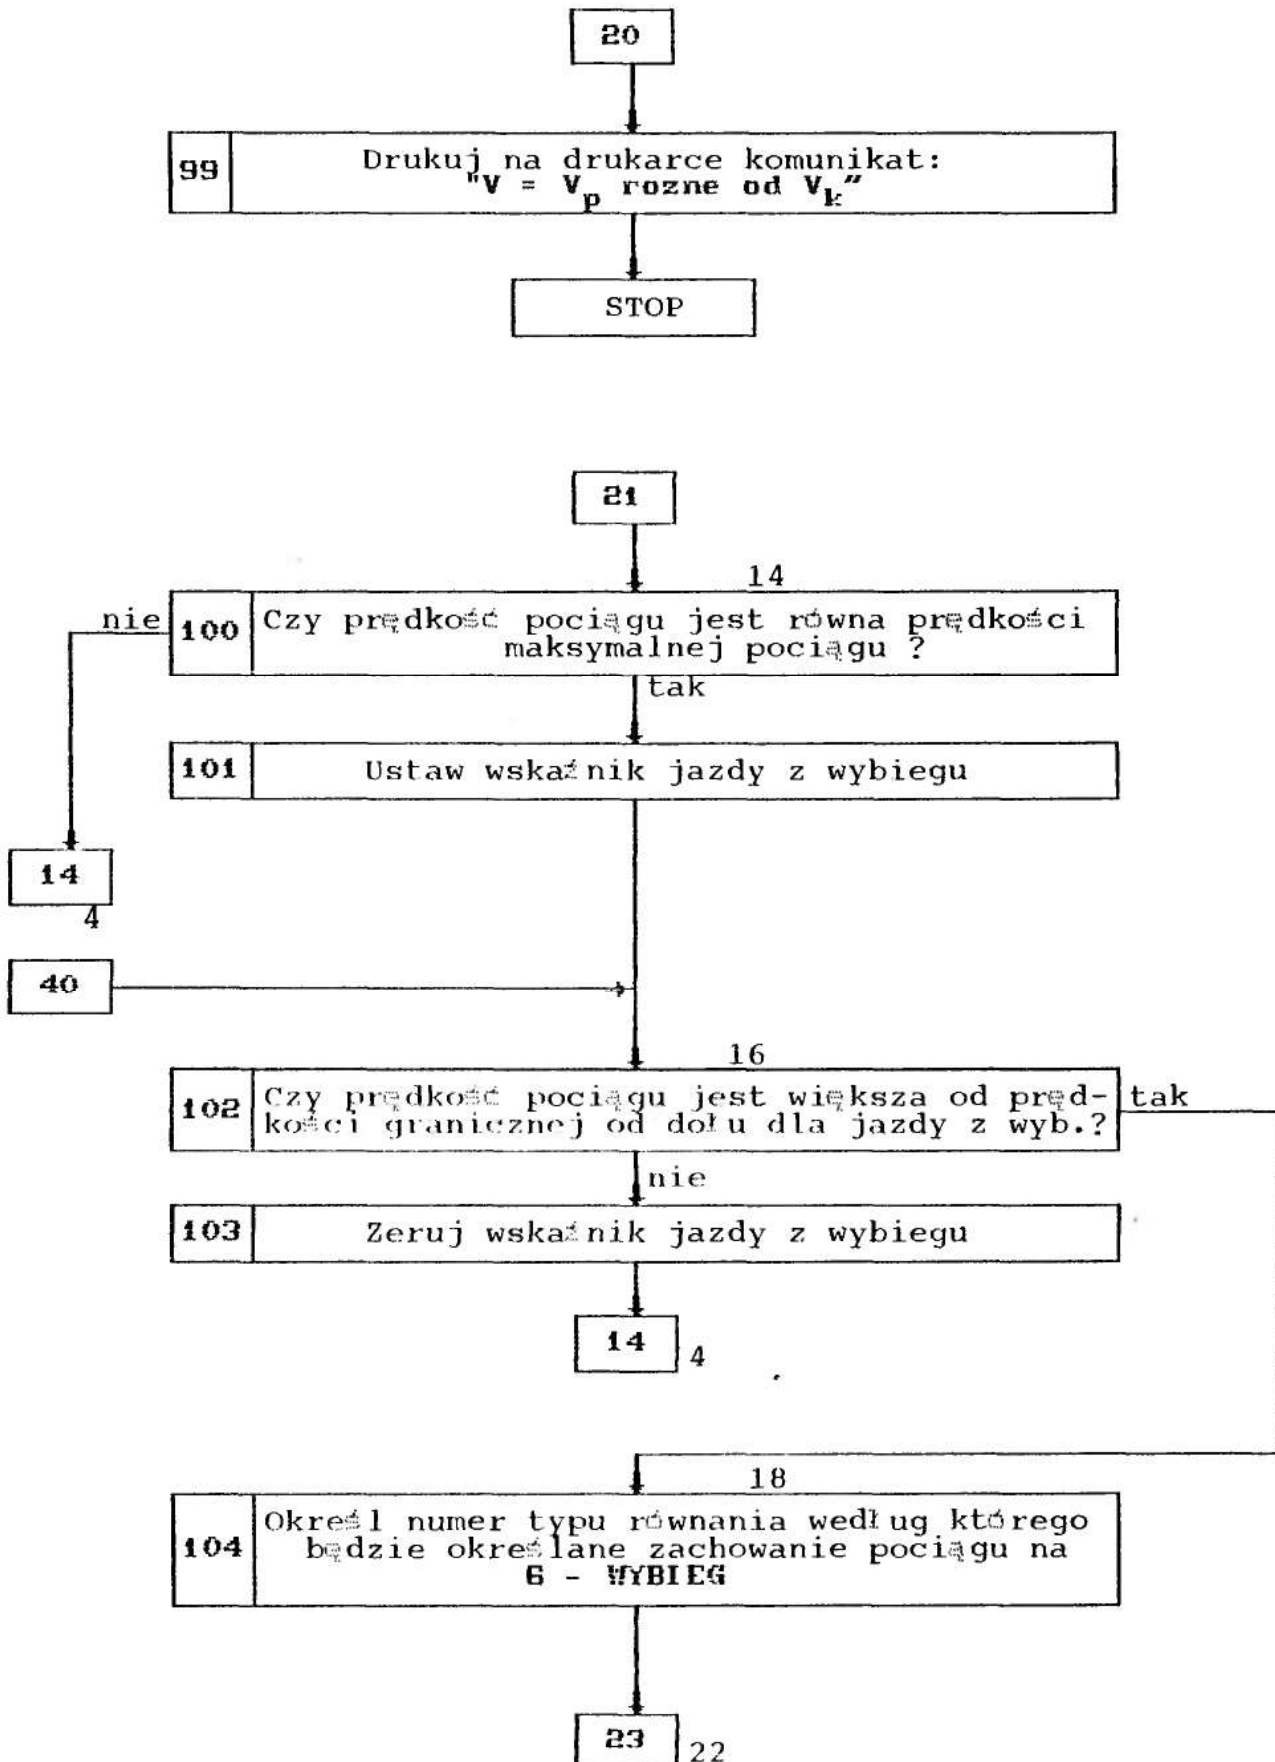 20
99 Drukuj na drukarce komunikat:
"V = Vp rozne od Vk"
STOP
21
14
nie 100 Czy prędkość pociągu jest równa prędkości
maksymalnej pociągu ?
tak
101 Ustaw wskaźnik jazdy z wybiegu
14
4
40
16
102 Czy prędkość pociągu jest większa od pręd- tak
kości granicznej od dołu dla jazdy z wyb.?
nie
103 Zeruj wskaźnik jazdy z wybiegu
14 4
18
104 Określ numer typu równania według którego
będzie określane zachowanie pociągu na
6 - WYBIEG
23 22